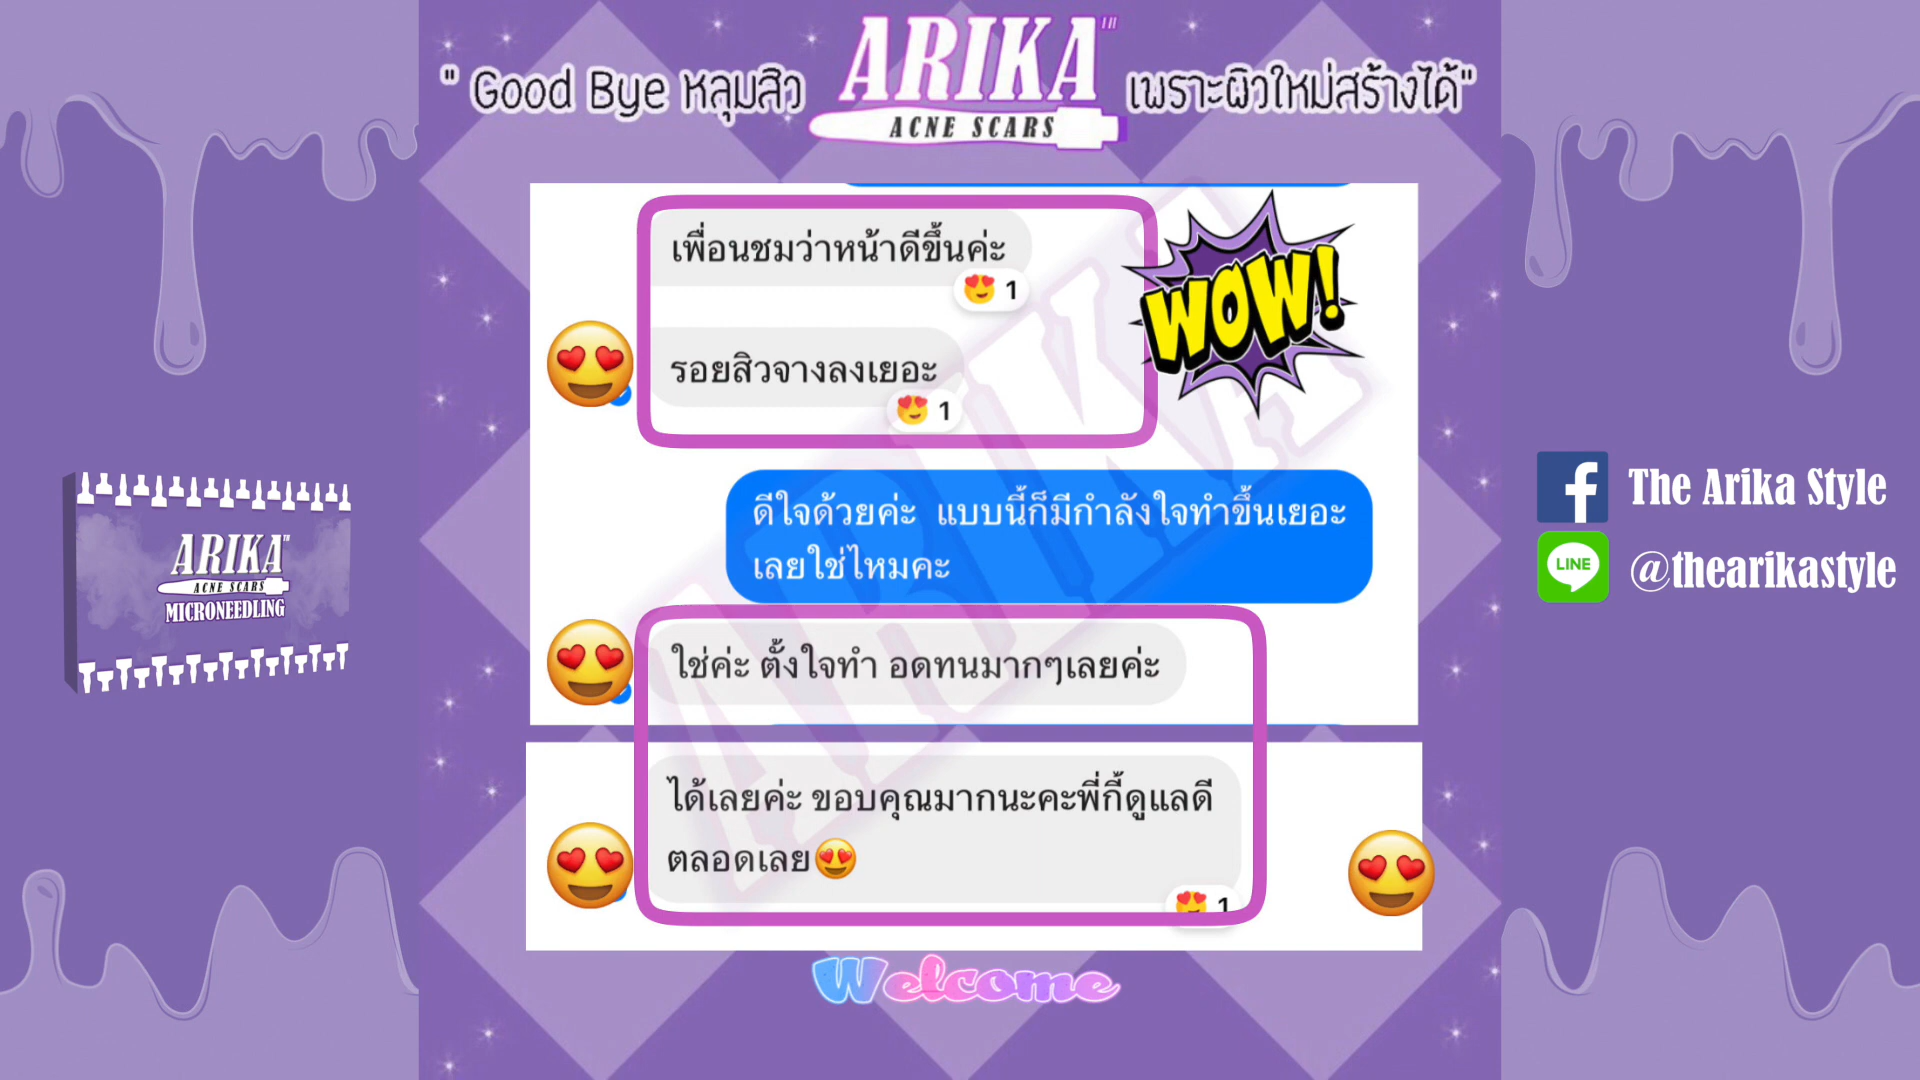 " Good Bye หลุมสิว ARIKA™ เพราะผิวใหม่สร้างได้"
ACNE SCARS
เพื่อนชมว่าหน้าดีขึ้นค่ะ
😍 1
WOW!
รอยสิวจางลงเยอะ
😍 1
ดีใจด้วยค่ะ แบบนี้ก็มีกำลังใจทำขึ้นเยอะ
เลยใช่ไหมคะ
ใช่ค่ะ ตั้งใจทำ อดทนมากๆเลยค่ะ
ได้เลยค่ะ ขอบคุณมากนะคะพี่กี้ดูแลดี
ตลอดเลย😍
😍 1
Welcome
ARIKA
ARIKA™
ACNE SCARS
MICRONEEDLING
The Arika Style
LINE
@thearikastyle